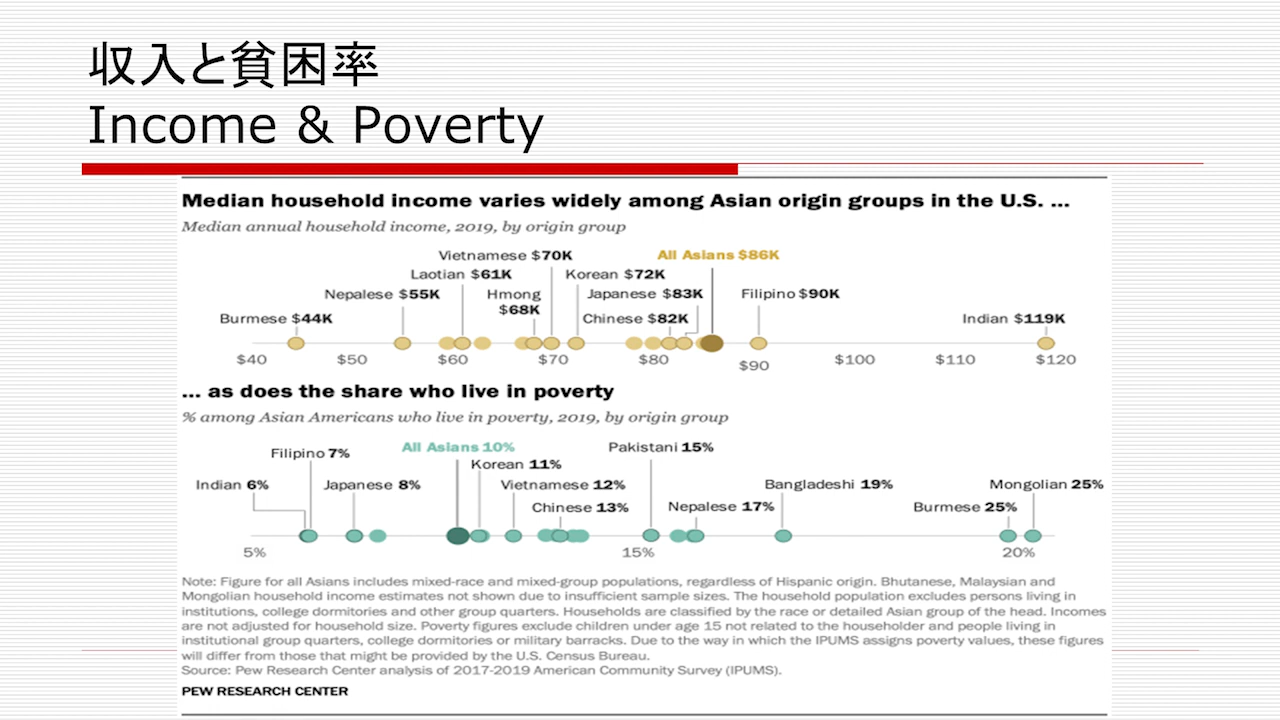 収入と貧困率
Income & Poverty
Median household income varies widely among Asian origin groups in the U.S. ...
Median annual household income, 2019, by origin group
Vietnamese $70K
All Asians $86K
Laotian $61K
Korean $72K
Nepalese $55K
Hmong
$68K
Japanese $83K
Filipino $90K
Burmese $44K
Chinese $82K
Indian $119K
$40
$50
$60
$70
$80
$90
$100
$110
$120
... as does the share who live in poverty
% among Asian Americans who live in poverty, 2019, by origin group
Filipino 7%
All Asians 10%
Pakistani 15%
Korean 11%
Indian 6%
Japanese 8%
Vietnamese 12%
Bangladeshi 19%
Mongolian 25%
Chinese 13%
Nepalese 17%
Burmese 25%
5%
15%
20%
Note: Figure for all Asians includes mixed-race and mixed-group populations, regardless of Hispanic origin. Bhutanese, Malaysian and
Mongolian household income estimates not shown due to insufficient sample sizes. The household population excludes persons living in
institutions, college dormitories and other group quarters. Households are classified by the race or detailed Asian group of the head. Incomes
are not adjusted for household size. Poverty figures exclude children under age 15 not related to the householder and people living in
institutional group quarters, college dormitories or military barracks. Due to the way in which the IPUMS assigns poverty values, these figures
will differ from those that might be provided by the U.S. Census Bureau.
Source: Pew Research Center analysis of 2017-2019 American Community Survey (IPUMS).
PEW RESEARCH CENTER